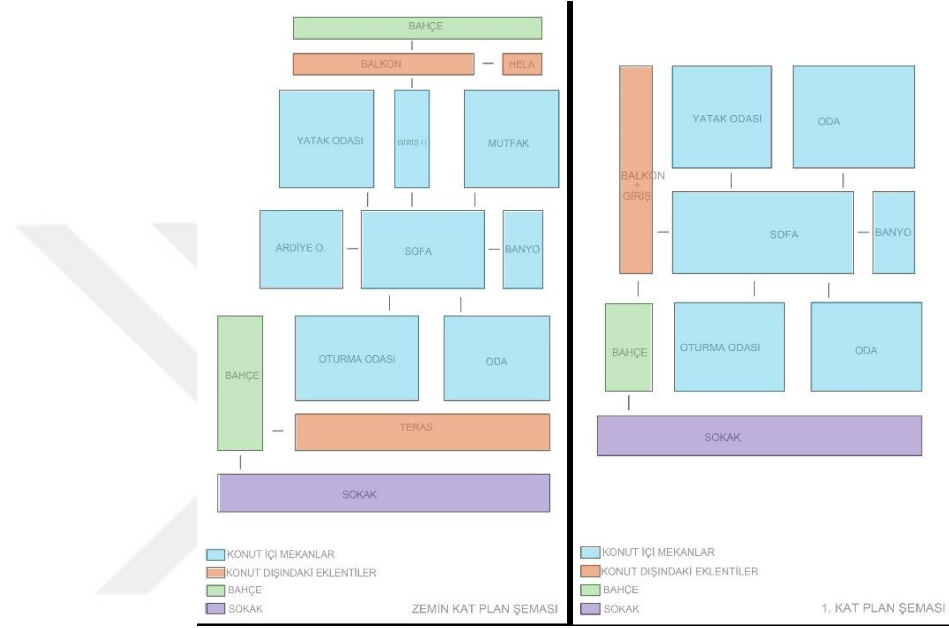 BAHÇE
BALKON
HELA
YATAK ODASI
GİRİŞ II
MUTFAK
ARDİYE O.
SOFA
BANYO
BAHÇE
OTURMA ODASI
ODA
TERAS
SOKAK
KONUT İÇİ MEKANLAR
KONUT DIŞINDAKİ EKLENTİLER
BAHÇE
SOKAK
ZEMİN KAT PLAN ŞEMASI
YATAK ODASI
ODA
BALKON
+
GİRİŞ
SOFA
BANYO
BAHÇE
OTURMA ODASI
ODA
SOKAK
KONUT İÇİ MEKANLAR
KONUT DIŞINDAKİ EKLENTİLER
BAHÇE
SOKAK
1. KAT PLAN ŞEMASI